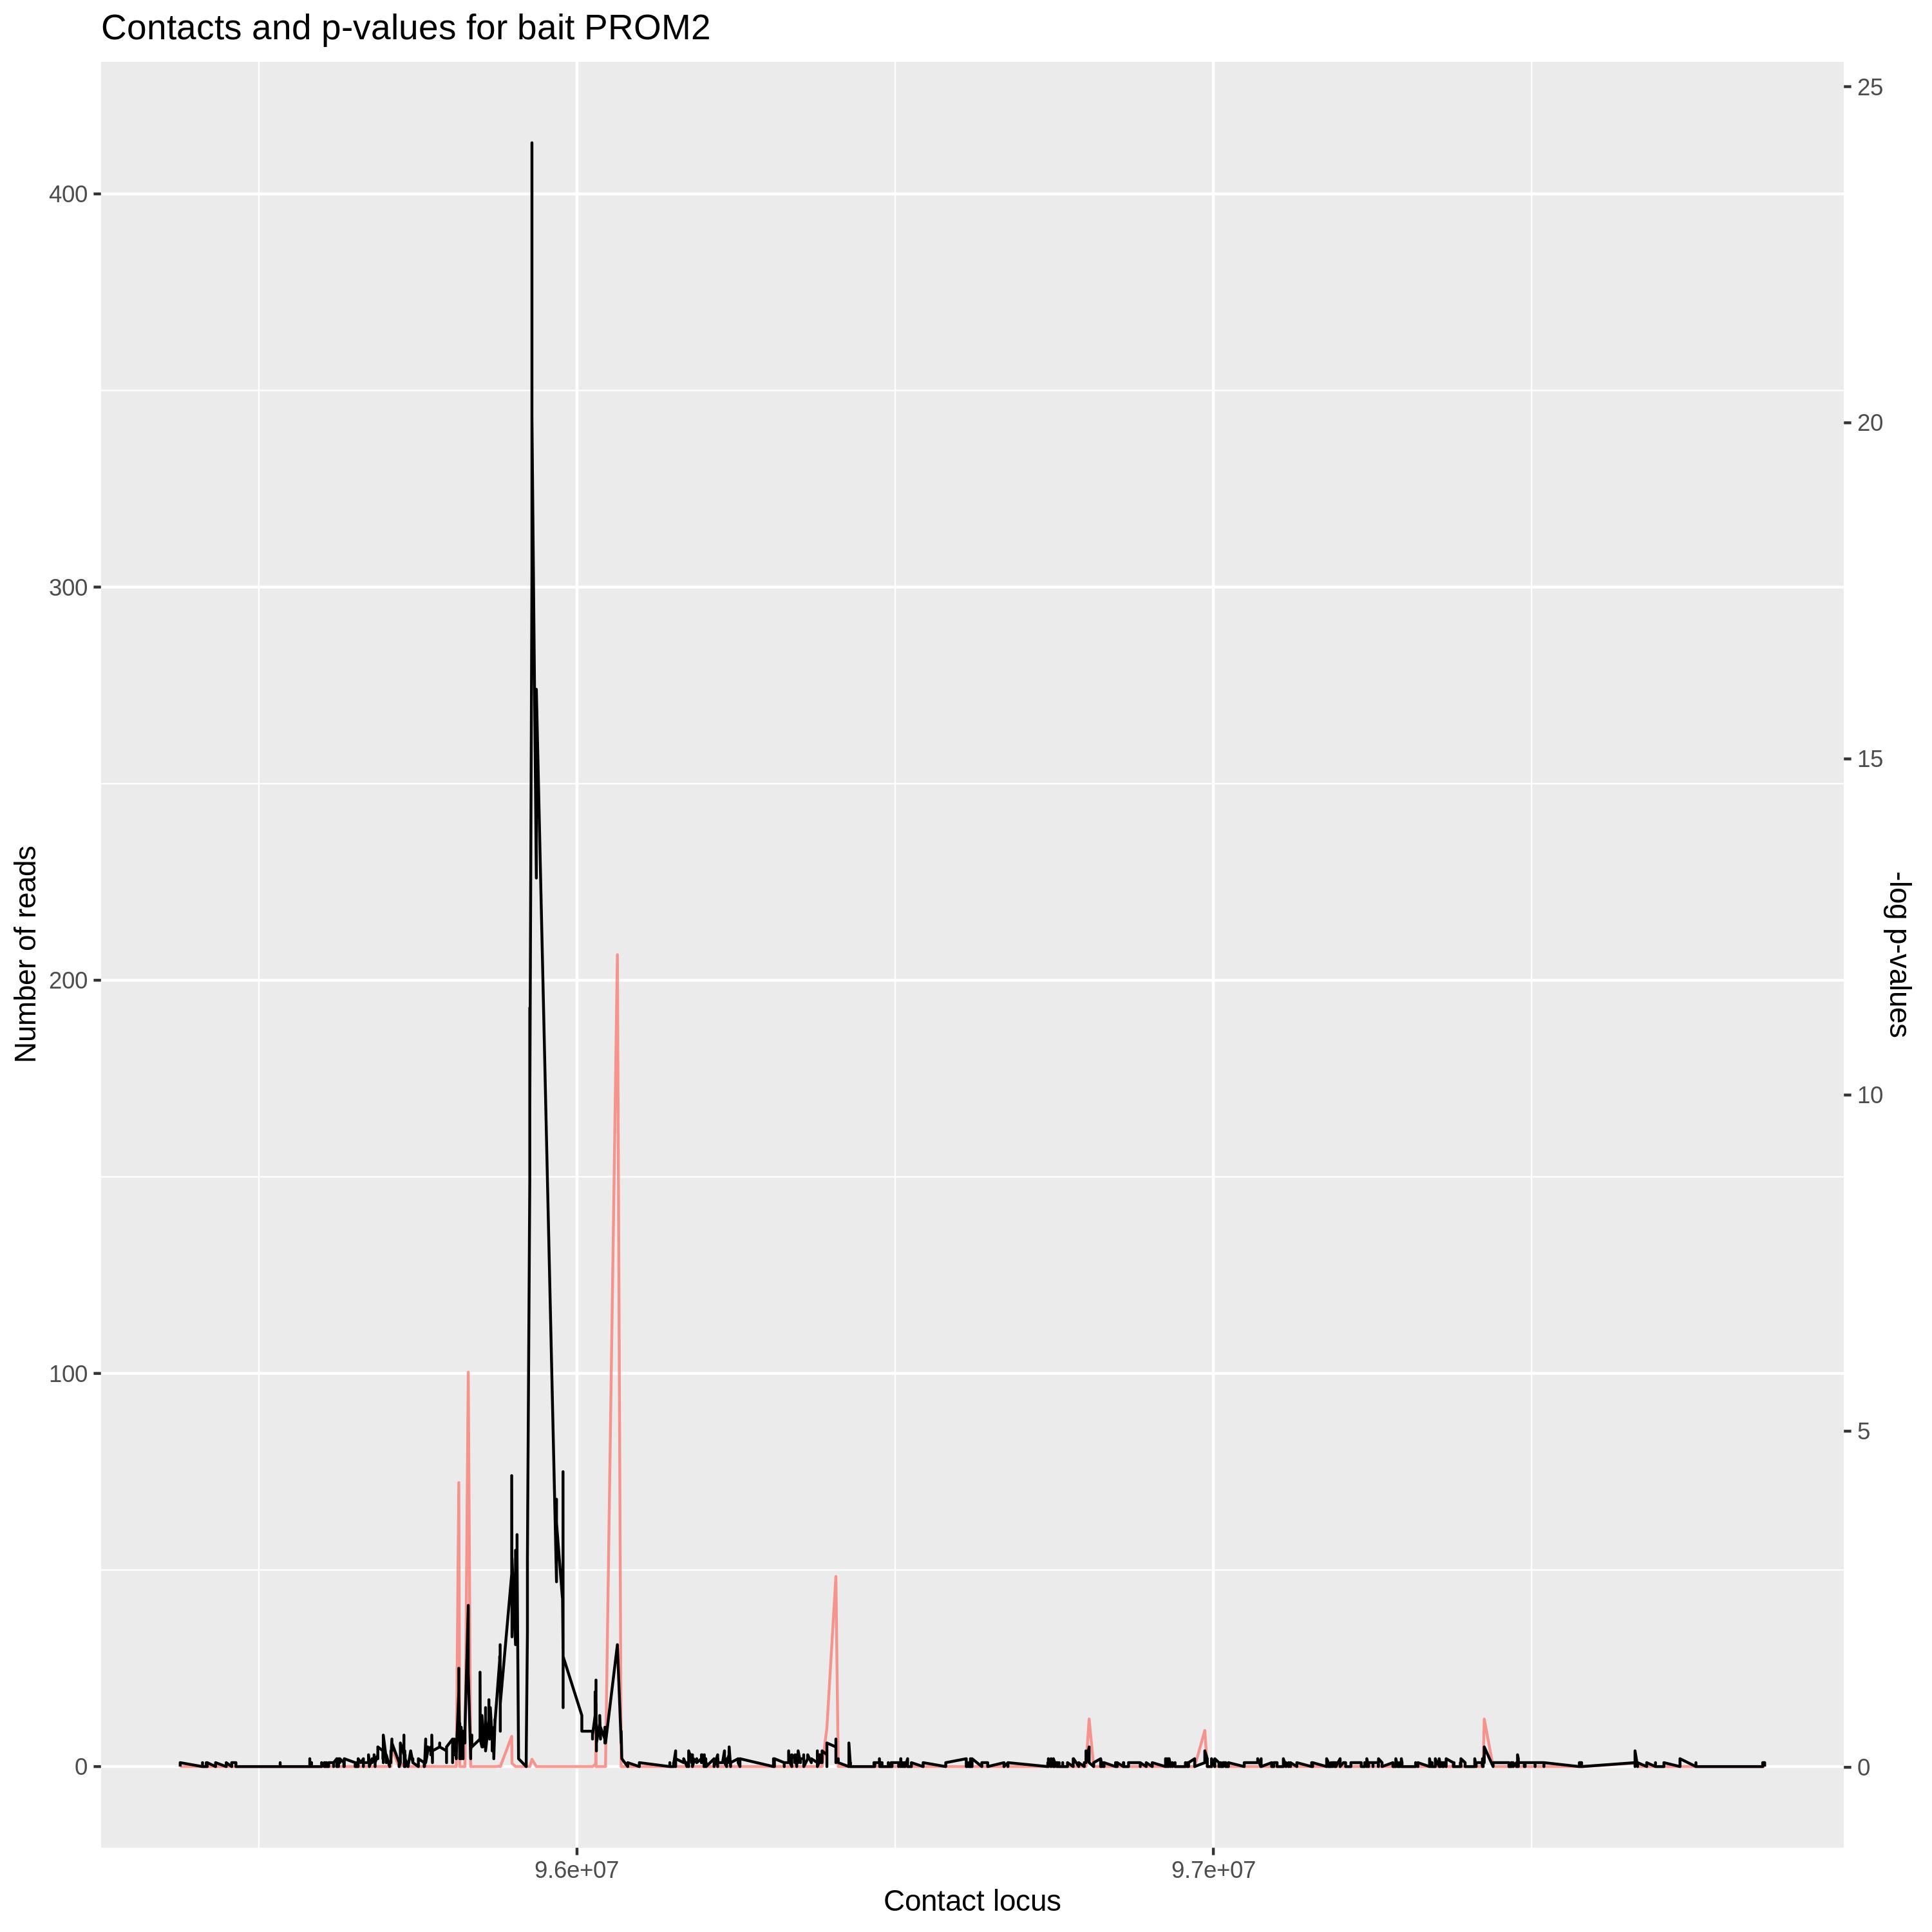 Contacts and p-values for bait PROM2
Number of reads
400
300
200
100
0
25
20
15
10
5
0
-log p-values
9.6e+07
9.7e+07
Contact locus